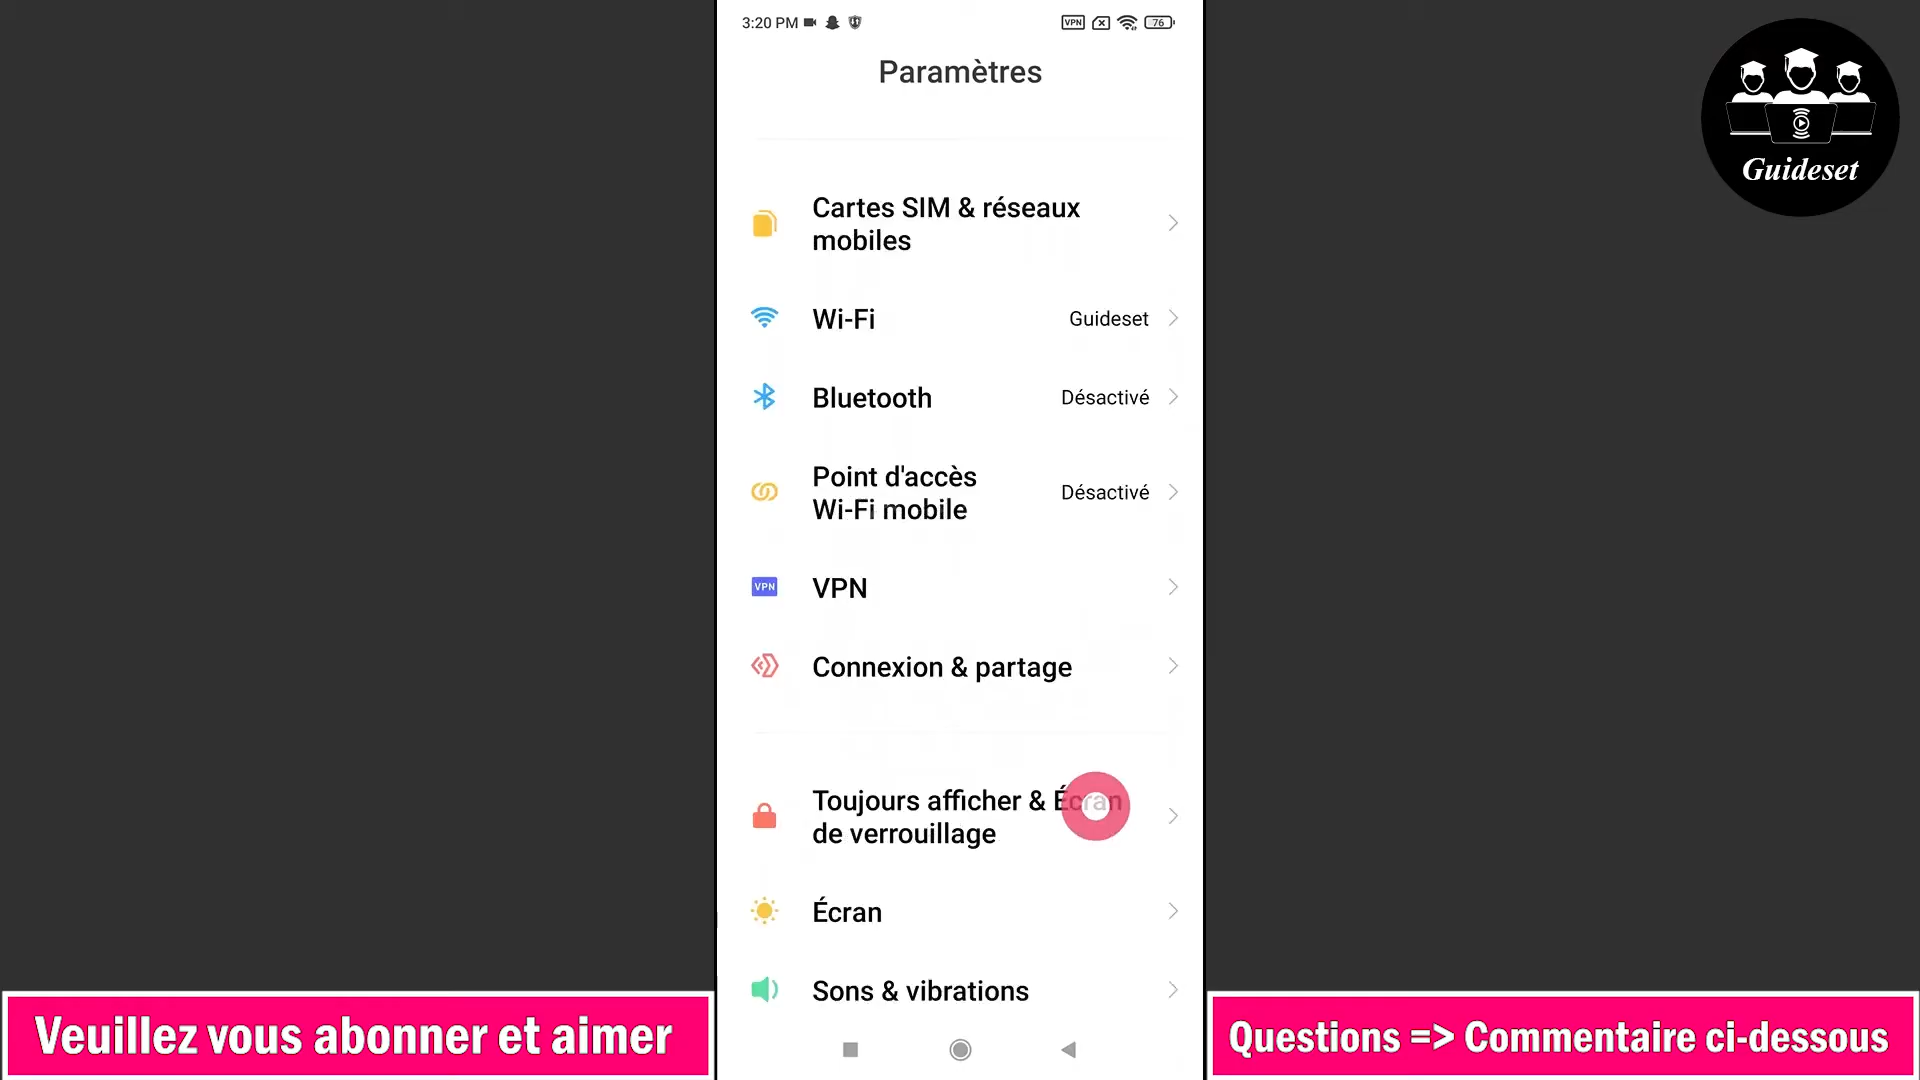 3:20 PM
VPN
76
Paramètres
Guideset
Cartes SIM & réseaux
mobiles
Wi-Fi
Guideset
Bluetooth
Désactivé
Point d'accès
Wi-Fi mobile
Désactivé
VPN
VPN
Connexion & partage
Toujours afficher & Écran
de verrouillage
Écran
Sons & vibrations
Veuillez vous abonner et aimer
Questions => Commentaire ci-dessous